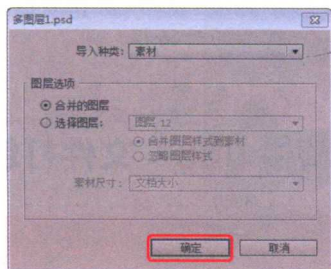 多图层1.psd
导入种类: 素材
图层选项
合并的图层
选择图层: 图层 12
合并图层样式到素材
忽略图层样式
素材尺寸: 文档大小
确定 取消